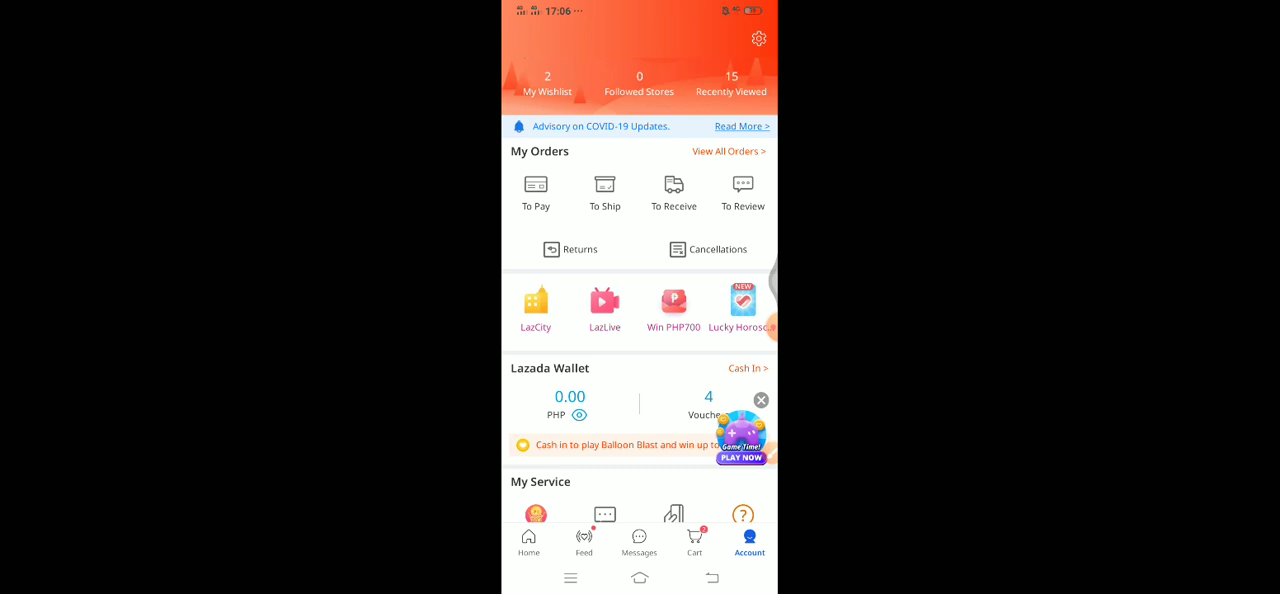 17:06 ...
4G
2
0
15
My Wishlist
Followed Stores
Recently Viewed
Advisory on COVID-19 Updates.
Read More >
My Orders
View All Orders >
To Pay
To Ship
To Receive
To Review
Returns
Cancellations
NEW
P
LazCity
LazLive
Win PHP700
Lucky Horosc...
Lazada Wallet
Cash In >
0.00
4
PHP
Vouche
Game Time!
Cash in to play Balloon Blast and win up to
PLAY NOW
My Service
?
2
Home
Feed
Messages
Cart
Account